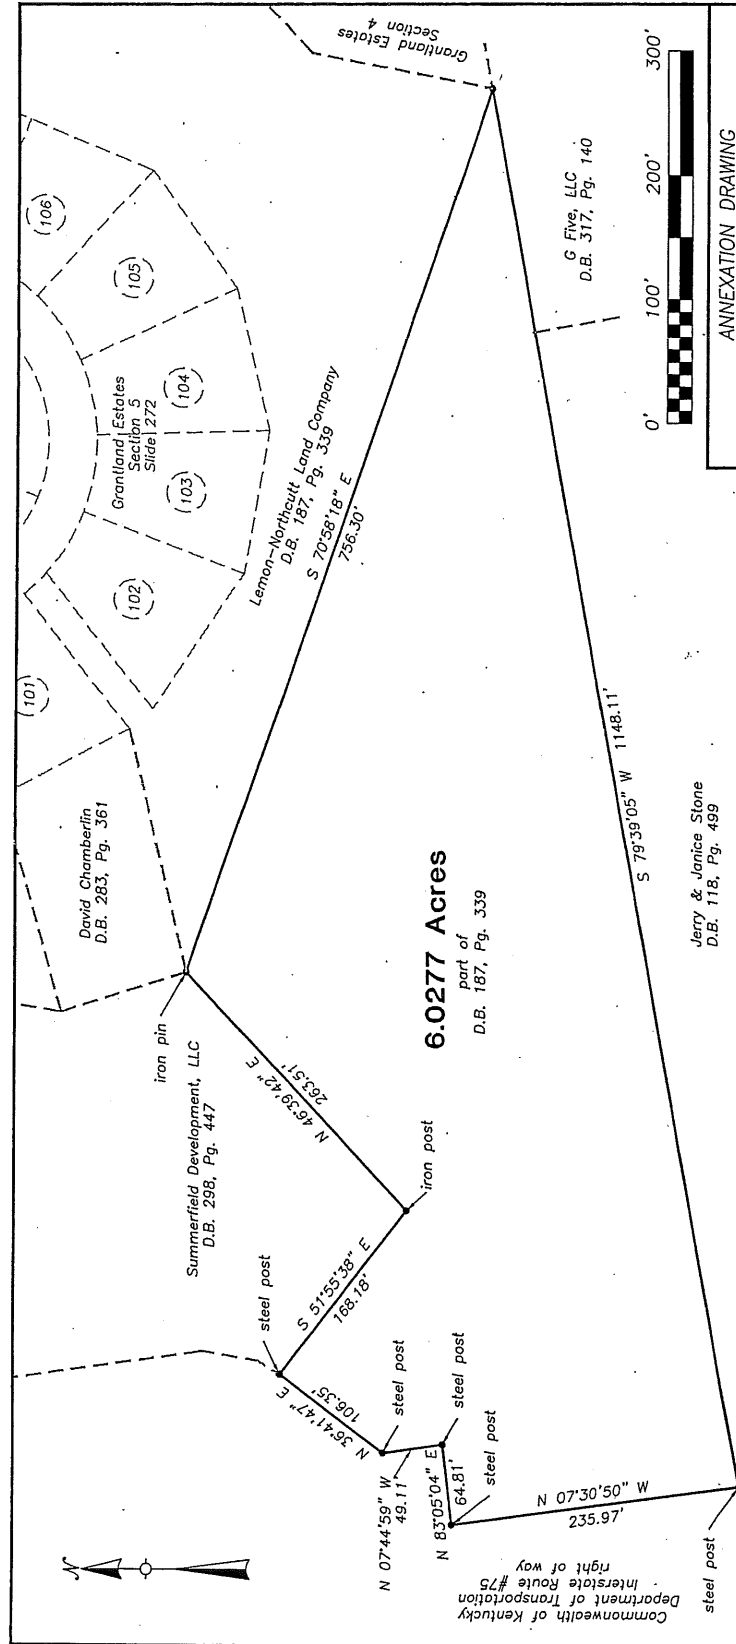 Grantland Estates
Section 4
(106)
(105)
(104)
(103)
(102)
(101)
Grantland Estates
Section 5
Slide 272
Lemon-Northcutt Land Company
D.B. 187, Pg. 339
S 70°58'18" E
756.30'
G Five, LLC
D.B. 317, Pg. 140
0'
100'
200'
300'
ANNEXATION DRAWING
David Chamberlin
D.B. 283, Pg. 361
iron pin
Summerfield Development, LLC
D.B. 298, Pg. 447
N 46°39'42" E
263.51'
6.0277 Acres
part of
D.B. 187, Pg. 339
S 79°39'05" W 1148.11'
Jerry & Janice Stone
D.B. 118, Pg. 499
iron post
S 51°55'38" E
168.18'
steel post
N 36°41'47" E
106.35'
steel post
N 07°44'59" W
49.11'
steel post
N 83°05'04" E
64.81'
steel post
N 07°30'50" W
235.97'
steel post
Commonwealth of Kentucky
Department of Transportation
Interstate Route #75
right of way
N